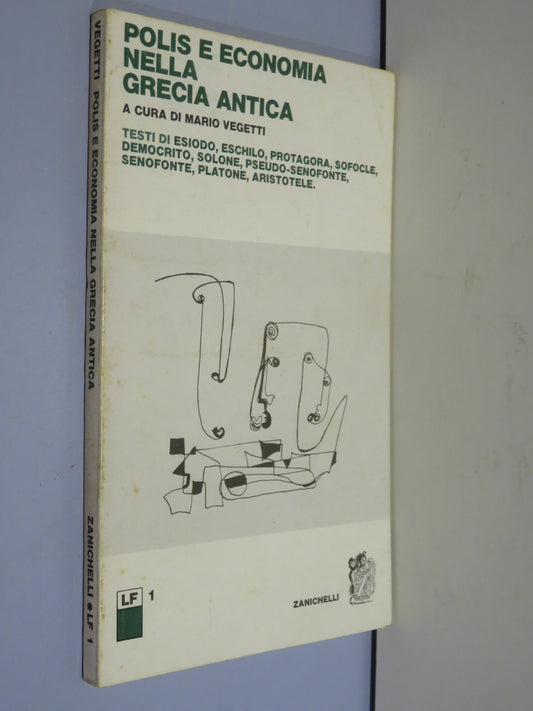 POLIS E ECONOMIA
NELLA
GRECIA ANTICA
A CURA DI MARIO VEGETTI
TESTI DI ESIODO, ESCHILO, PROTAGORA, SOFOCLE,
DEMOCRITO, SOLONE, PSEUDO-SENOFONTE,
SENOFONTE, PLATONE, ARISTOTELE.
LF 1
ZANICHELLI
VEGETTI POLIS E ECONOMIA NELLA GRECIA ANTICA
ZANICHELLI ● LF 1